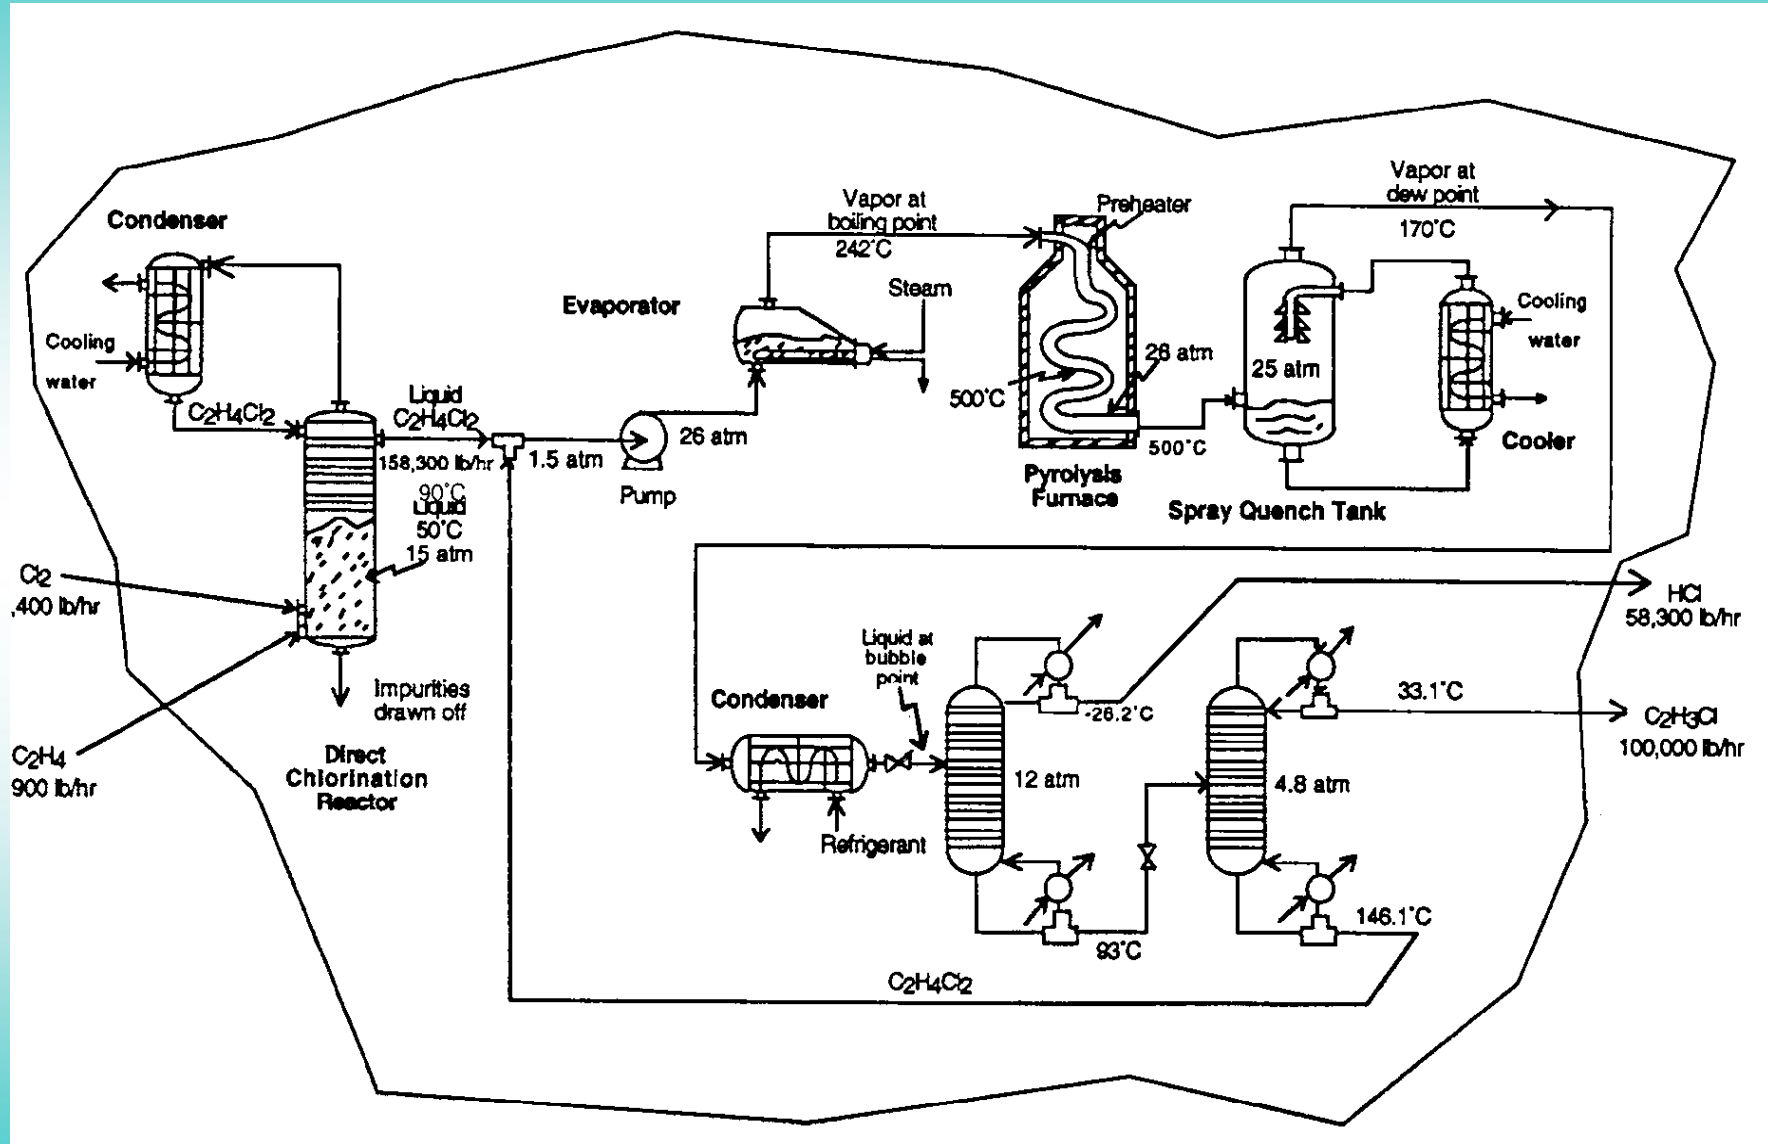 Condenser
Cooling
water
C2H4Cl2
Liquid
C2H4Cl2
158,300 lb/hr
90°C
Liquid
50°C
15 atm
Cl2
,400 lb/hr
C2H4
900 lb/hr
Impurities
drawn off
Direct
Chlorination
Reactor
1.5 atm
Pump
26 atm
Evaporator
Vapor at
boiling point
242°C
Steam
Preheater
500°C
26 atm
Pyrolysis
Furnace
500°C
25 atm
Spray Quench Tank
Vapor at
dew point
170°C
Cooling
water
Cooler
Condenser
Refrigerant
Liquid at
bubble
point
12 atm
-26.2°C
93°C
4.8 atm
33.1°C
146.1°C
C2H4Cl2
HCl
58,300 lb/hr
C2H3Cl
100,000 lb/hr